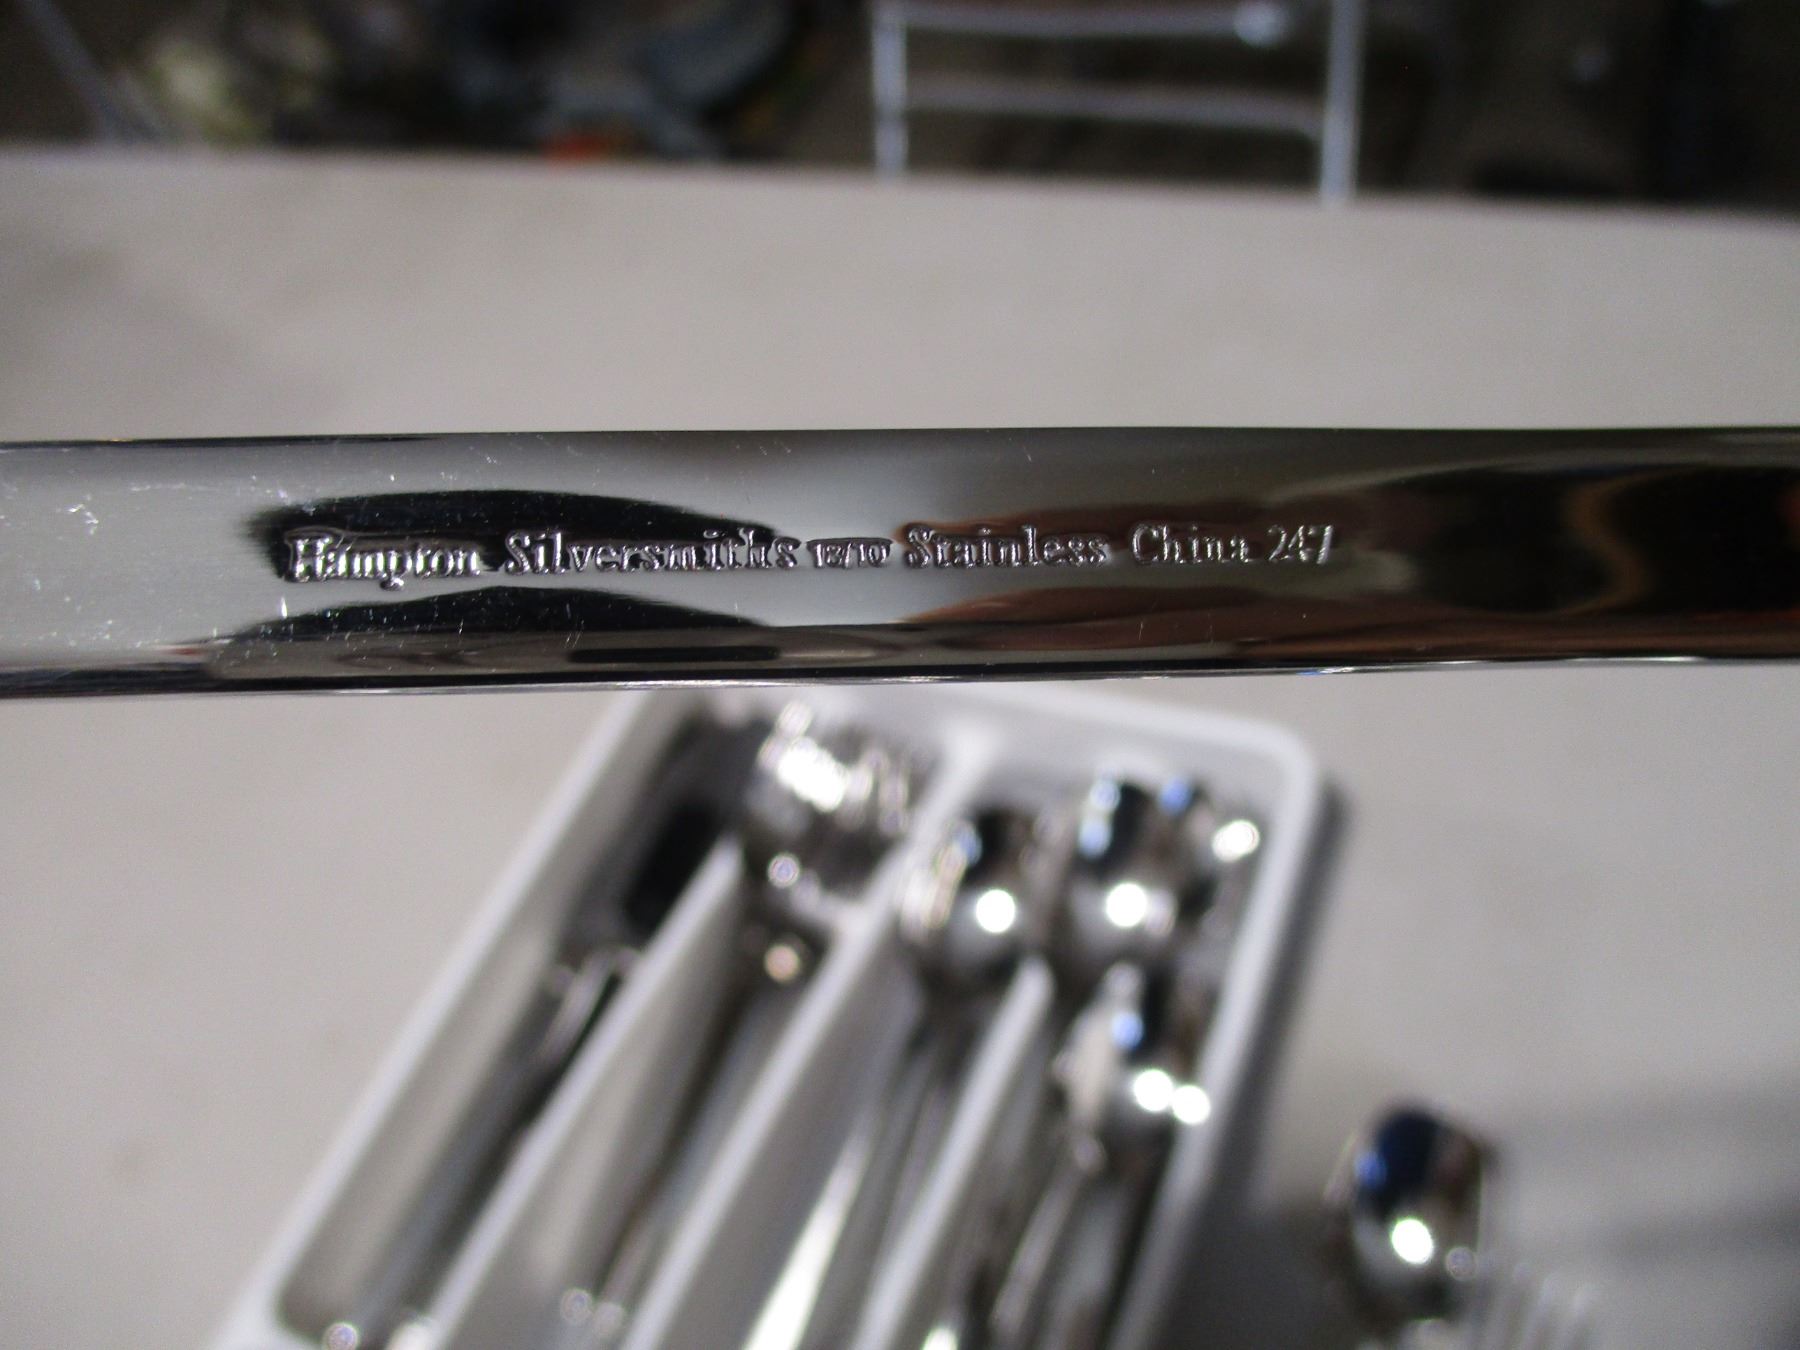 Hampton Silversmiths 18/10 Stainless China 247